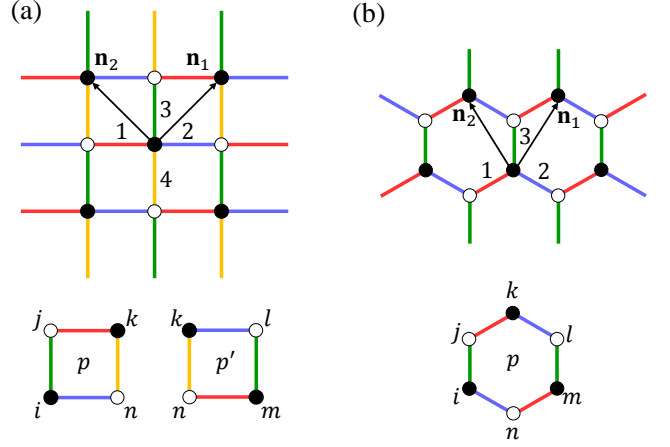 (a)
(b)
n₂ n₁
3
1 2
4
n₂ n₁
3
1 2
j k k l
p p′
i n n m
k
j l
p
i m
n